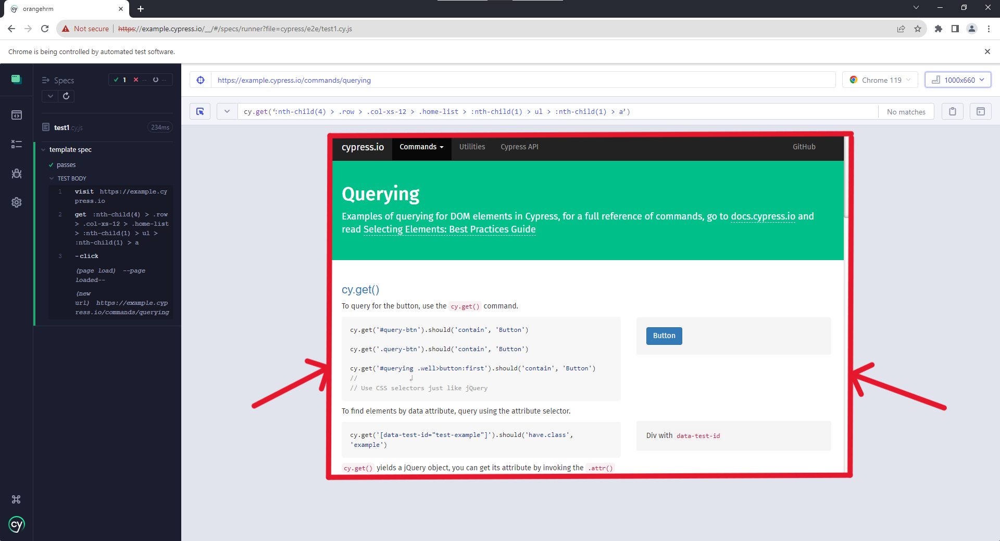 orangehrm
Not secure https://example.cypress.io/__/#/specs/runner?file=cypress/e2e/test1.cy.js
Chrome is being controlled by automated test software.
Specs 1 -- --
https://example.cypress.io/commands/querying
Chrome 119
1000x660
cy.get(‘:nth-child(4) > .row > .col-xs-12 > .home-list > :nth-child(1) > ul > :nth-child(1) > a’)
No matches
test1.cy.js 234ms
template spec
passes
TEST BODY
1 visit https://example.cy
press.io
2 get :nth-child(4) > .row
> .col-xs-12 > .home-list
> :nth-child(1) > ul >
:nth-child(1) > a
3 -click
(page load) --page
loaded--
(new
url) https://example.cyp
ress.io/commands/querying
cy
cypress.io Commands Utilities Cypress API GitHub
Querying
Examples of querying for DOM elements in Cypress, for a full reference of commands, go to docs.cypress.io and
read Selecting Elements: Best Practices Guide
cy.get()
To query for the button, use the cy.get() command.
cy.get('#query-btn').should('contain', 'Button')
cy.get('.query-btn').should('contain', 'Button')
cy.get('#querying .well>button:first').should('contain', 'Button')
// ↲
// Use CSS selectors just like jQuery
Button
To find elements by data attribute, query using the attribute selector.
cy.get('[data-test-id="test-example"]').should('have.class',
'example')
Div with data-test-id
cy.get() yields a jQuery object, you can get its attribute by invoking the .attr()